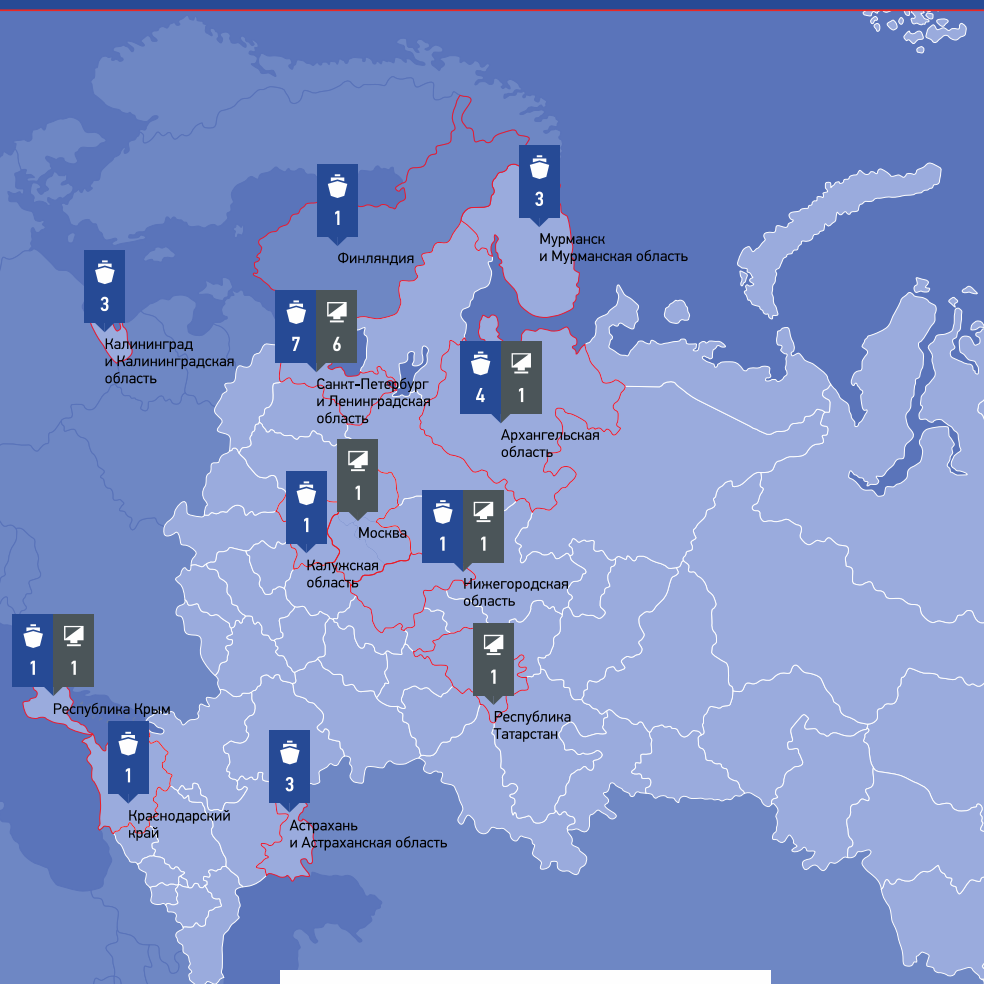 3
Мурманск
и Мурманская область
1
Финляндия
3
Калининград
и Калининградская
область
7 6
Санкт-Петербург
и Ленинградская
область
4 1
Архангельская
область
1
Москва
1
Калужская
область
1 1
Нижегородская
область
1 1
Республика Крым
1
Республика
Татарстан
1
Краснодарский
край
3
Астрахань
и Астраханская область